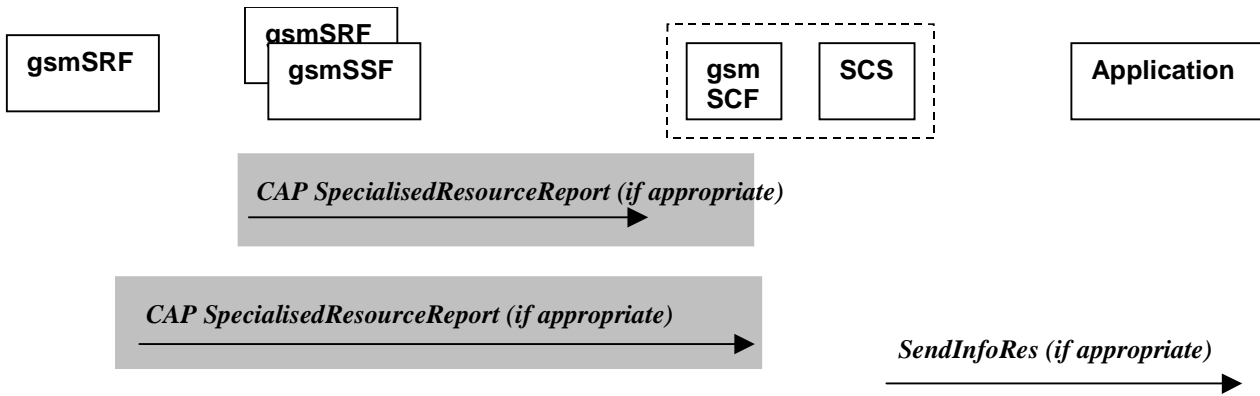 gsmSRF
gsmSRF
gsmSSF
gsm
SCF
SCS
Application
CAP SpecialisedResourceReport (if appropriate)
CAP SpecialisedResourceReport (if appropriate)
SendInfoRes (if appropriate)